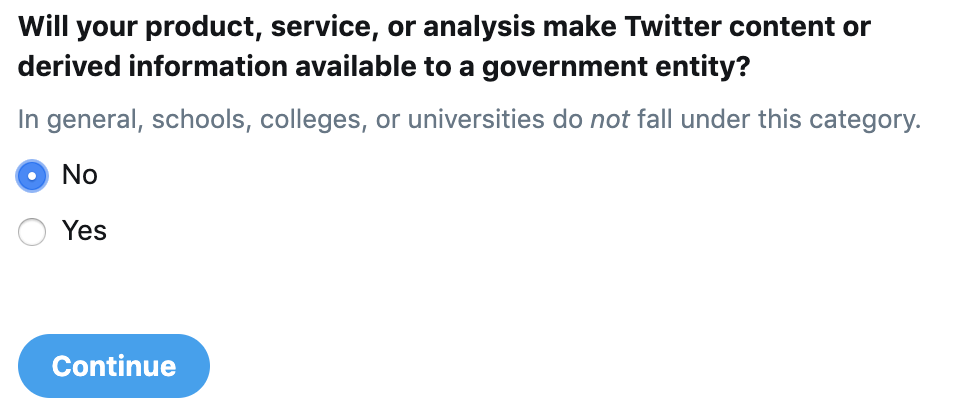 Will your product, service, or analysis make Twitter content or
derived information available to a government entity?
In general, schools, colleges, or universities do not fall under this category.
No
Yes
Continue